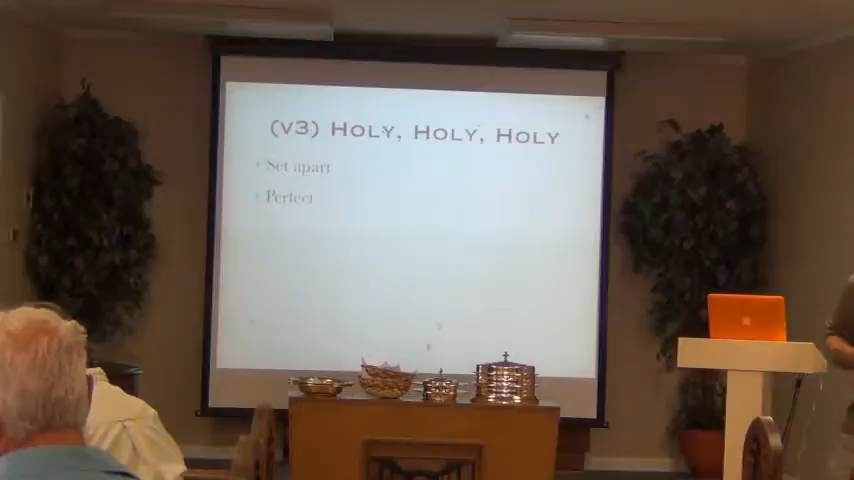 (V3) HOLY, HOLY, HOLY
• Set apart
• Perfect